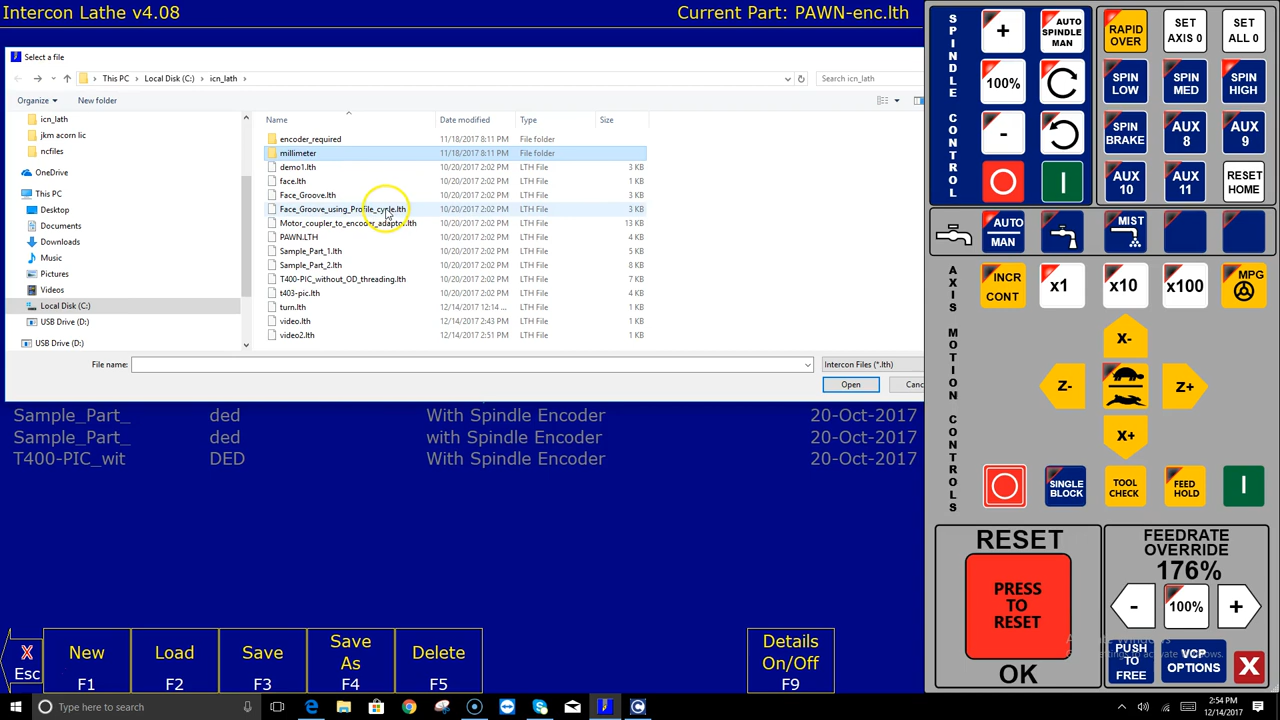 Intercon Lathe v4.08
Current Part: PAWN-enc.lth
Select a file
This PC › Local Disk (C:) › icn_lath ›
Search icn_lath
Organize
New folder
icn_lath
jkm acorn lic
ncfiles
OneDrive
This PC
Desktop
Documents
Downloads
Music
Pictures
Videos
Local Disk (C:)
USB Drive (D:)
USB Drive (D:)
Name Date modified Type Size
encoder_required 11/18/2017 8:11 PM File folder
millimeter 11/18/2017 8:11 PM File folder
demo1.lth 10/20/2017 2:02 PM LTH File 3 KB
face.lth 10/20/2017 2:02 PM LTH File 1 KB
Face_Groove.lth 10/20/2017 2:02 PM LTH File 3 KB
Face_Groove_using_Profile_cycle.lth 10/20/2017 2:02 PM LTH File 3 KB
Motor_coupler_to_encoder_adaptor.lth 10/20/2017 2:02 PM LTH File 13 KB
PAWN.LTH 10/20/2017 2:02 PM LTH File 4 KB
Sample_Part_1.lth 10/20/2017 2:02 PM LTH File 5 KB
Sample_Part_2.lth 10/20/2017 2:02 PM LTH File 8 KB
T400-PIC_without_OD_threading.lth 10/20/2017 2:02 PM LTH File 3 KB
t403-pic.lth 10/20/2017 2:02 PM LTH File 4 KB
turn.lth 12/14/2017 12:14 ... LTH File 1 KB
video.lth 12/14/2017 2:43 PM LTH File 1 KB
video2.lth 12/14/2017 2:51 PM LTH File 1 KB
File name:
Intercon Files (*.lth)
Open
Canc
Sample_Part_ ded With Spindle Encoder 20-Oct-2017
Sample_Part_ ded with Spindle Encoder 20-Oct-2017
T400-PIC_wit DED With Spindle Encoder 20-Oct-2017
X
Esc
New
F1
Load
F2
Save
F3
Save
As
F4
Delete
F5
Details
On/Off
F9
SPINDLE CONTROL
+
AUTO
SPINDLE
MAN
100%
-
RAPID
OVER
SET
AXIS 0
SET
ALL 0
SPIN
LOW
SPIN
MED
SPIN
HIGH
SPIN
BRAKE
AUX
8
AUX
9
AUX
10
AUX
11
RESET
HOME
AUTO
MAN
MIST
AXIS MOTION CONTROLS
INCR
CONT
x1
x10
x100
MPG
X-
Z-
Z+
X+
SINGLE
BLOCK
TOOL
CHECK
FEED
HOLD
RESET
PRESS
TO
RESET
OK
FEEDRATE
OVERRIDE
176%
-
100%
+
PUSH
TO
FREE
VCP
OPTIONS
X
Type here to search
2:54 PM
12/14/2017